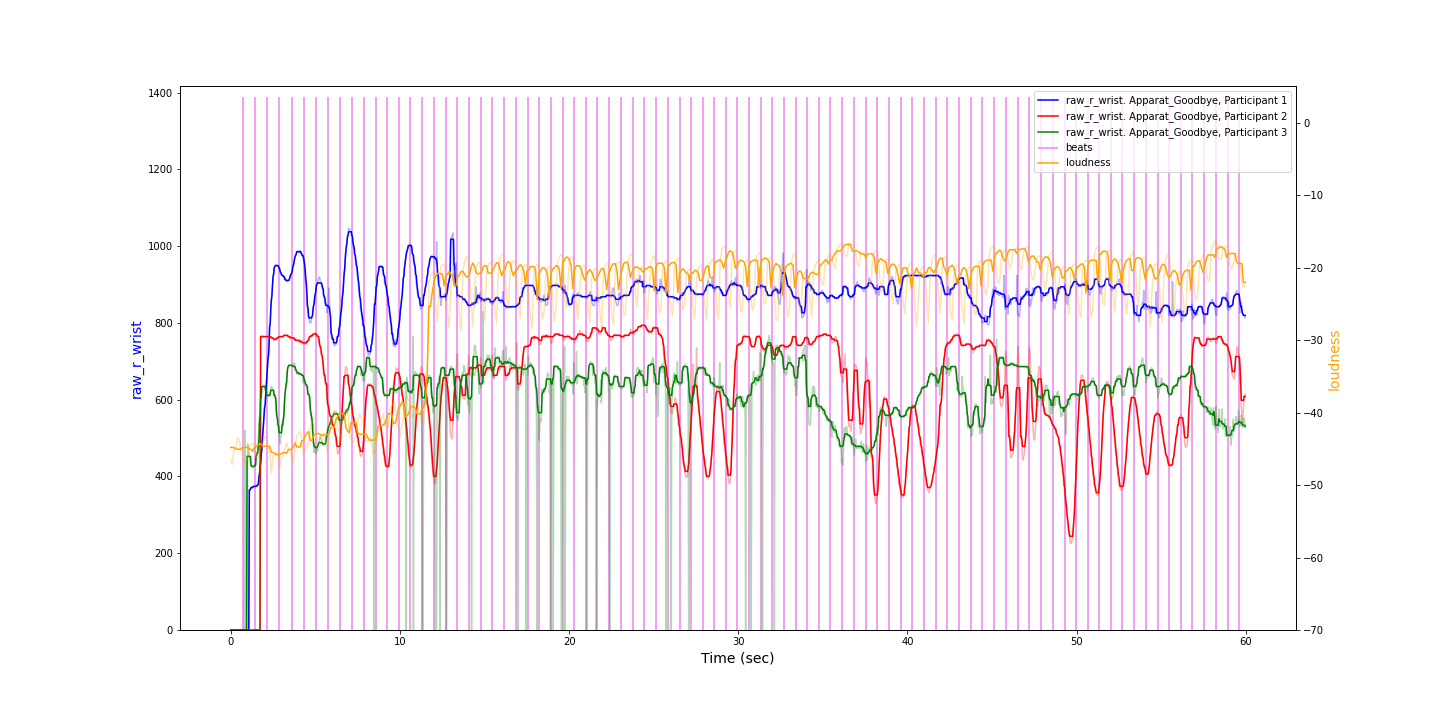 1400
1200
1000
800
600
400
200
0
raw_r_wrist
0
10
20
30
40
50
60
Time (sec)
0
−10
−20
−30
−40
−50
−60
−70
loudness
raw_r_wrist. Apparat_Goodbye, Participant 1
raw_r_wrist. Apparat_Goodbye, Participant 2
raw_r_wrist. Apparat_Goodbye, Participant 3
beats
loudness